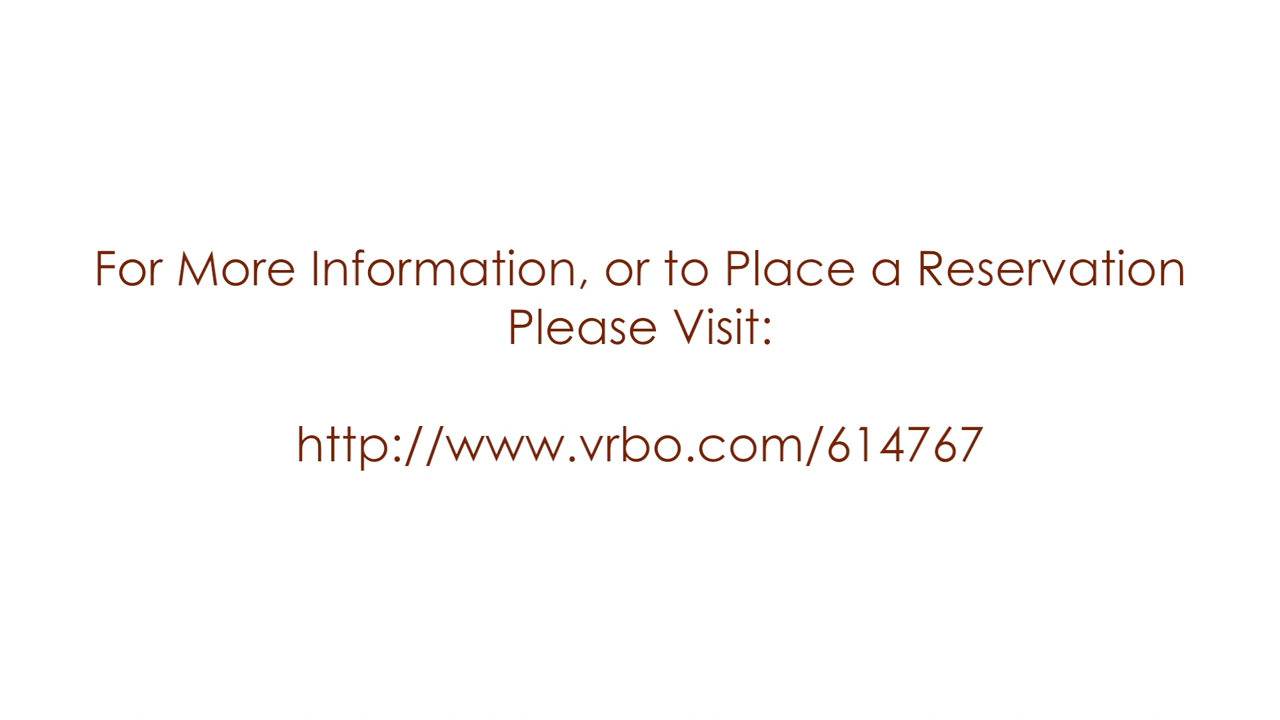 For More Information, or to Place a Reservation
Please Visit:
http://www.vrbo.com/614767